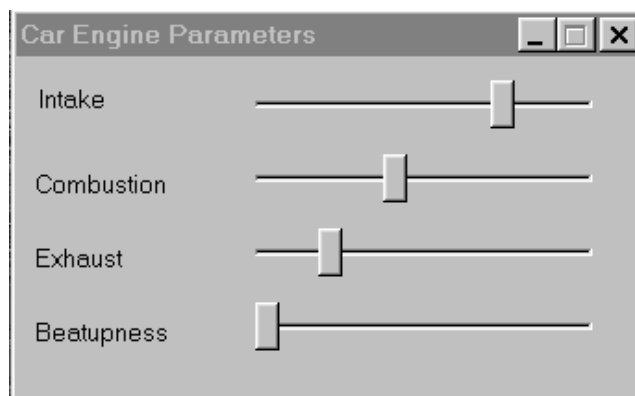 Car Engine Parameters
Intake
Combustion
Exhaust
Beatupness